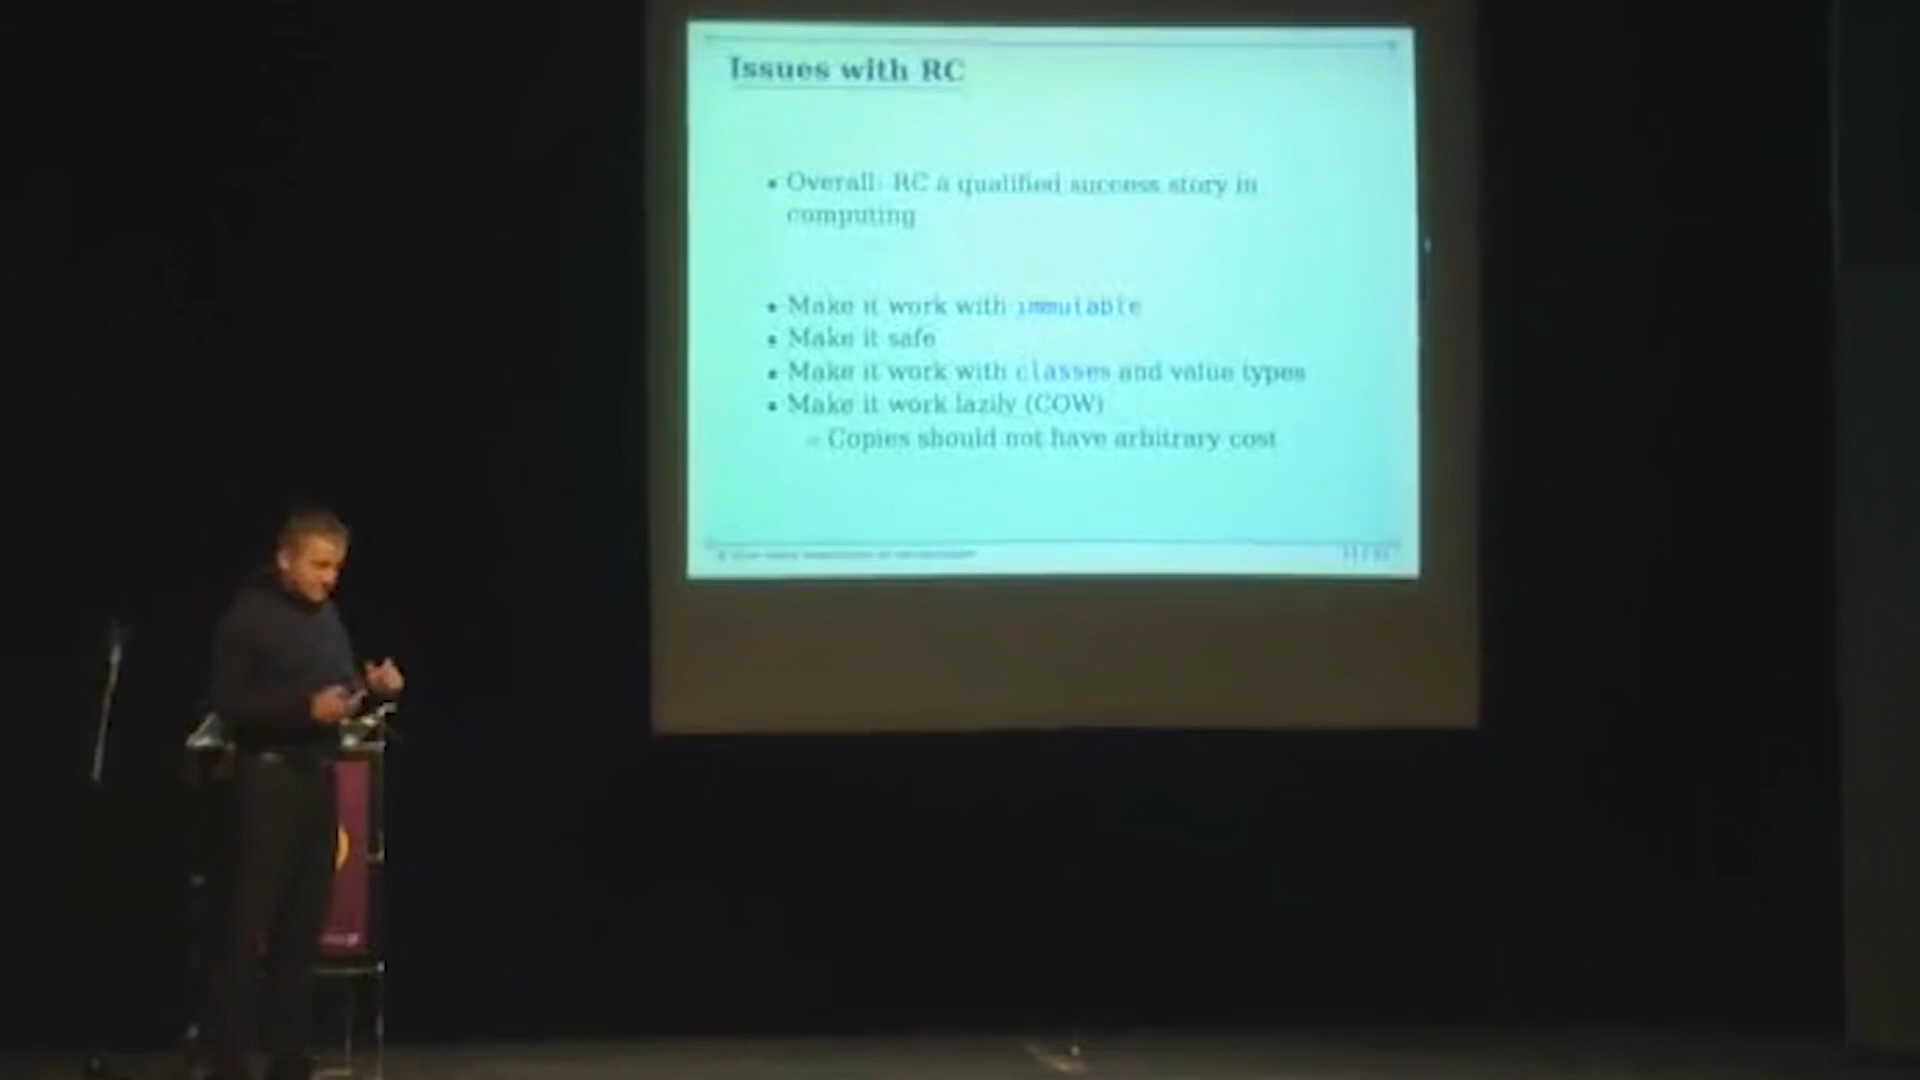 Issues with RC
• Overall: RC a qualified success story in
computing
• Make it work with immutable
• Make it safe
• Make it work with classes and value types
• Make it work lazily (COW)
– Copies should not have arbitrary cost